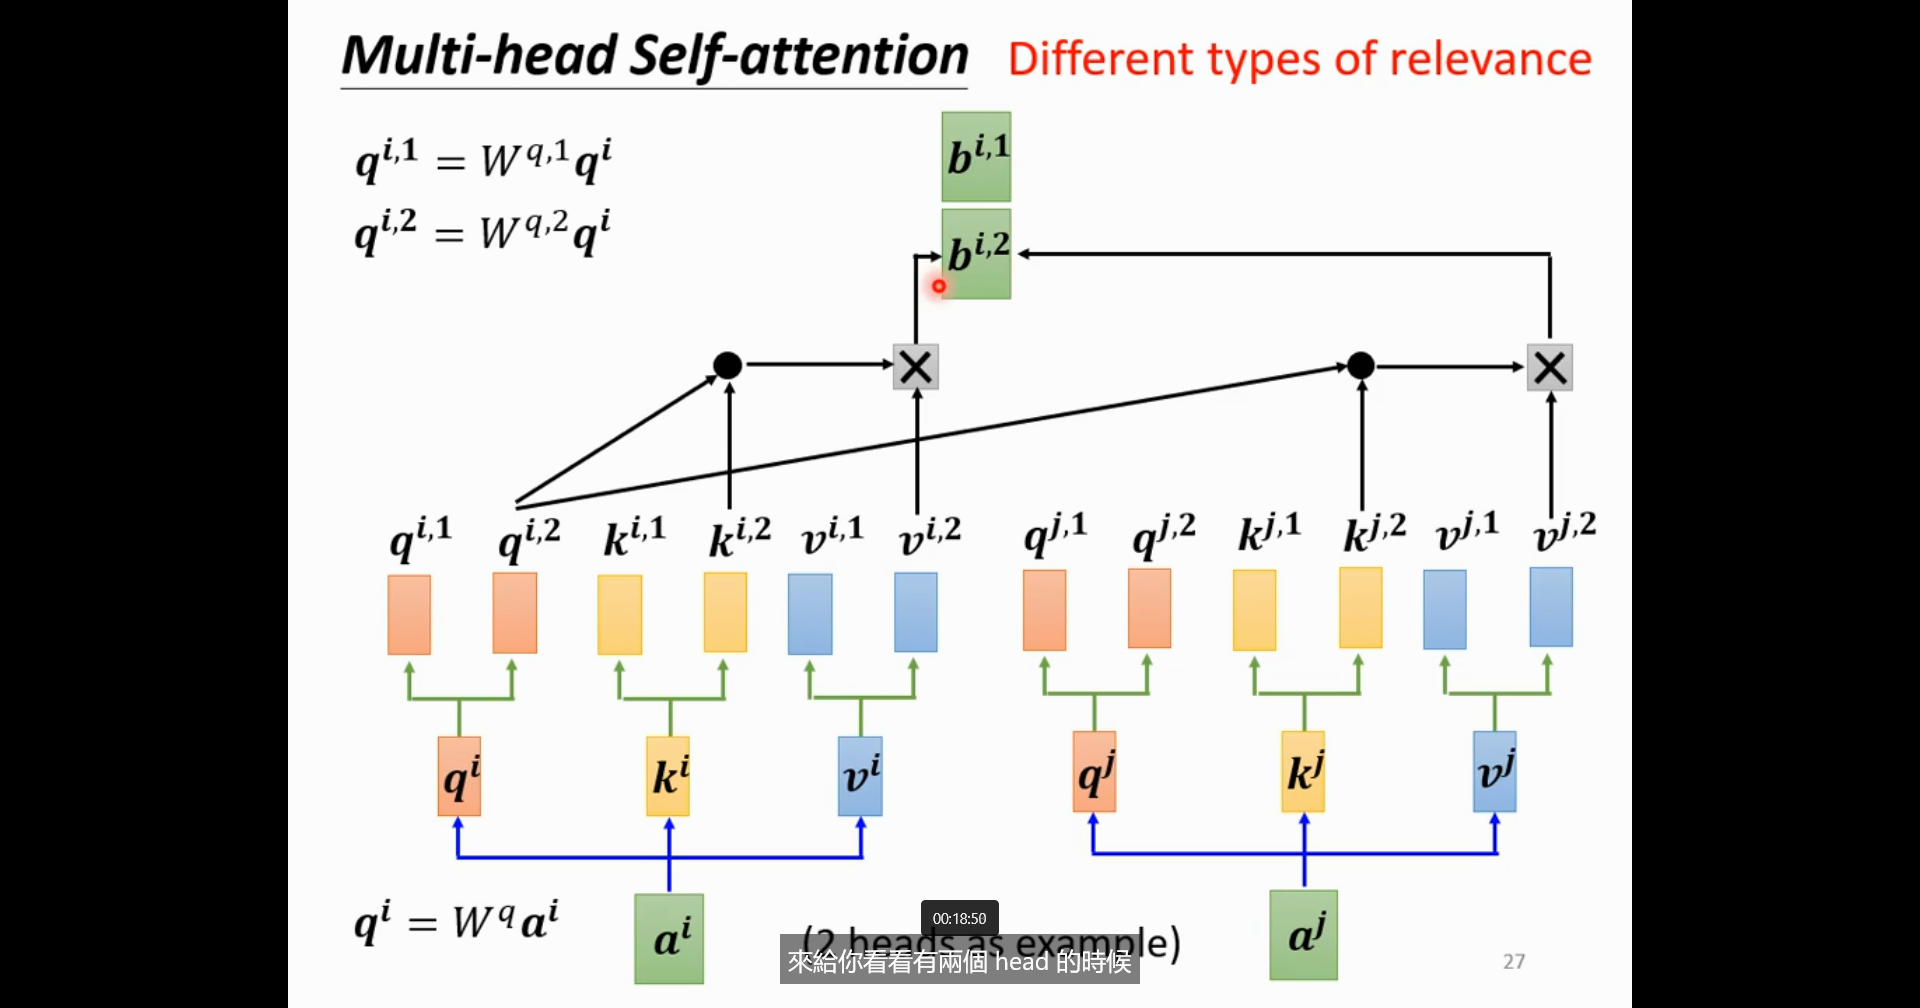 Multi-head Self-attention Different types of relevance
b^{i,1}
q^{i,1} = W^{q,1} q^i
q^{i,2} = W^{q,2} q^i
b^{i,2}
q^{i,1} q^{i,2} k^{i,1} k^{i,2} v^{i,1} v^{i,2} q^{j,1} q^{j,2} k^{j,1} k^{j,2} v^{j,1} v^{j,2}
q^i k^i v^i q^j k^j v^j
q^i = W^q a^i
a^i
00:18:50
(2 heads as example)
a^j
來給你看看有兩個 head 的時候
27